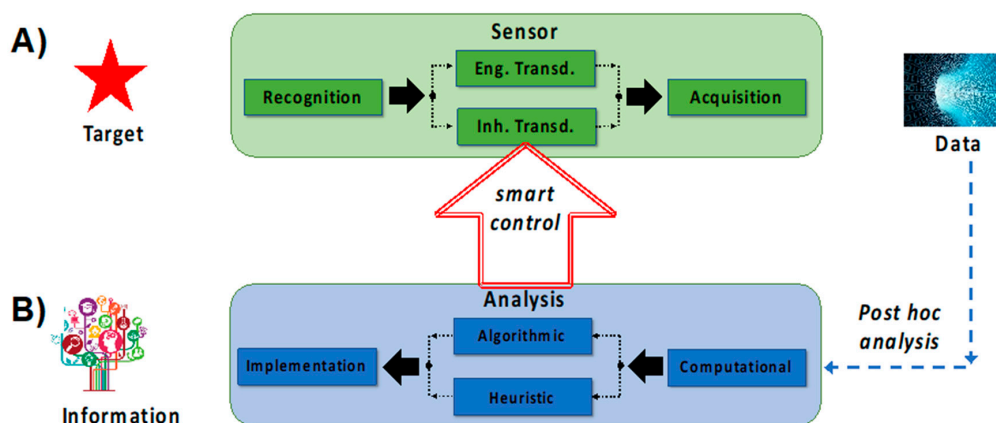 A)
Target
Sensor
Recognition
Eng. Transd.
Inh. Transd.
Acquisition
Data
smart
control
B)
Information
Analysis
Implementation
Algorithmic
Heuristic
Computational
Post hoc
analysis